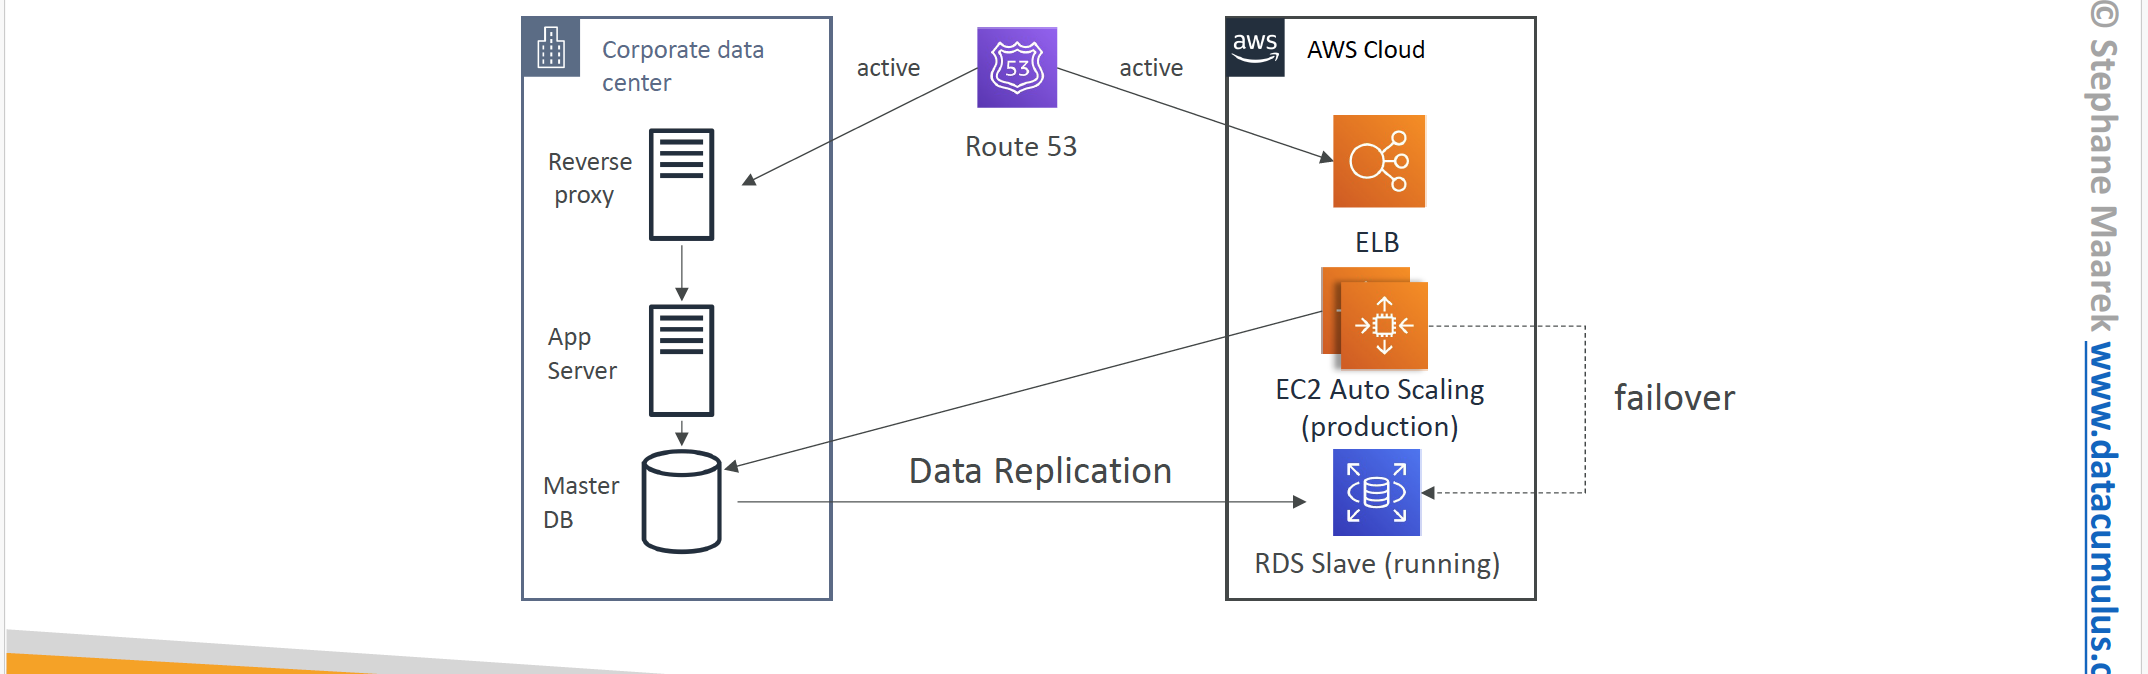 Corporate data
center
active
53
active
aws
AWS Cloud
Route 53
Reverse
proxy
ELB
App
Server
EC2 Auto Scaling
(production)
failover
Master
DB
Data Replication
RDS Slave (running)
© Stephane Maarek www.datacumulus.c